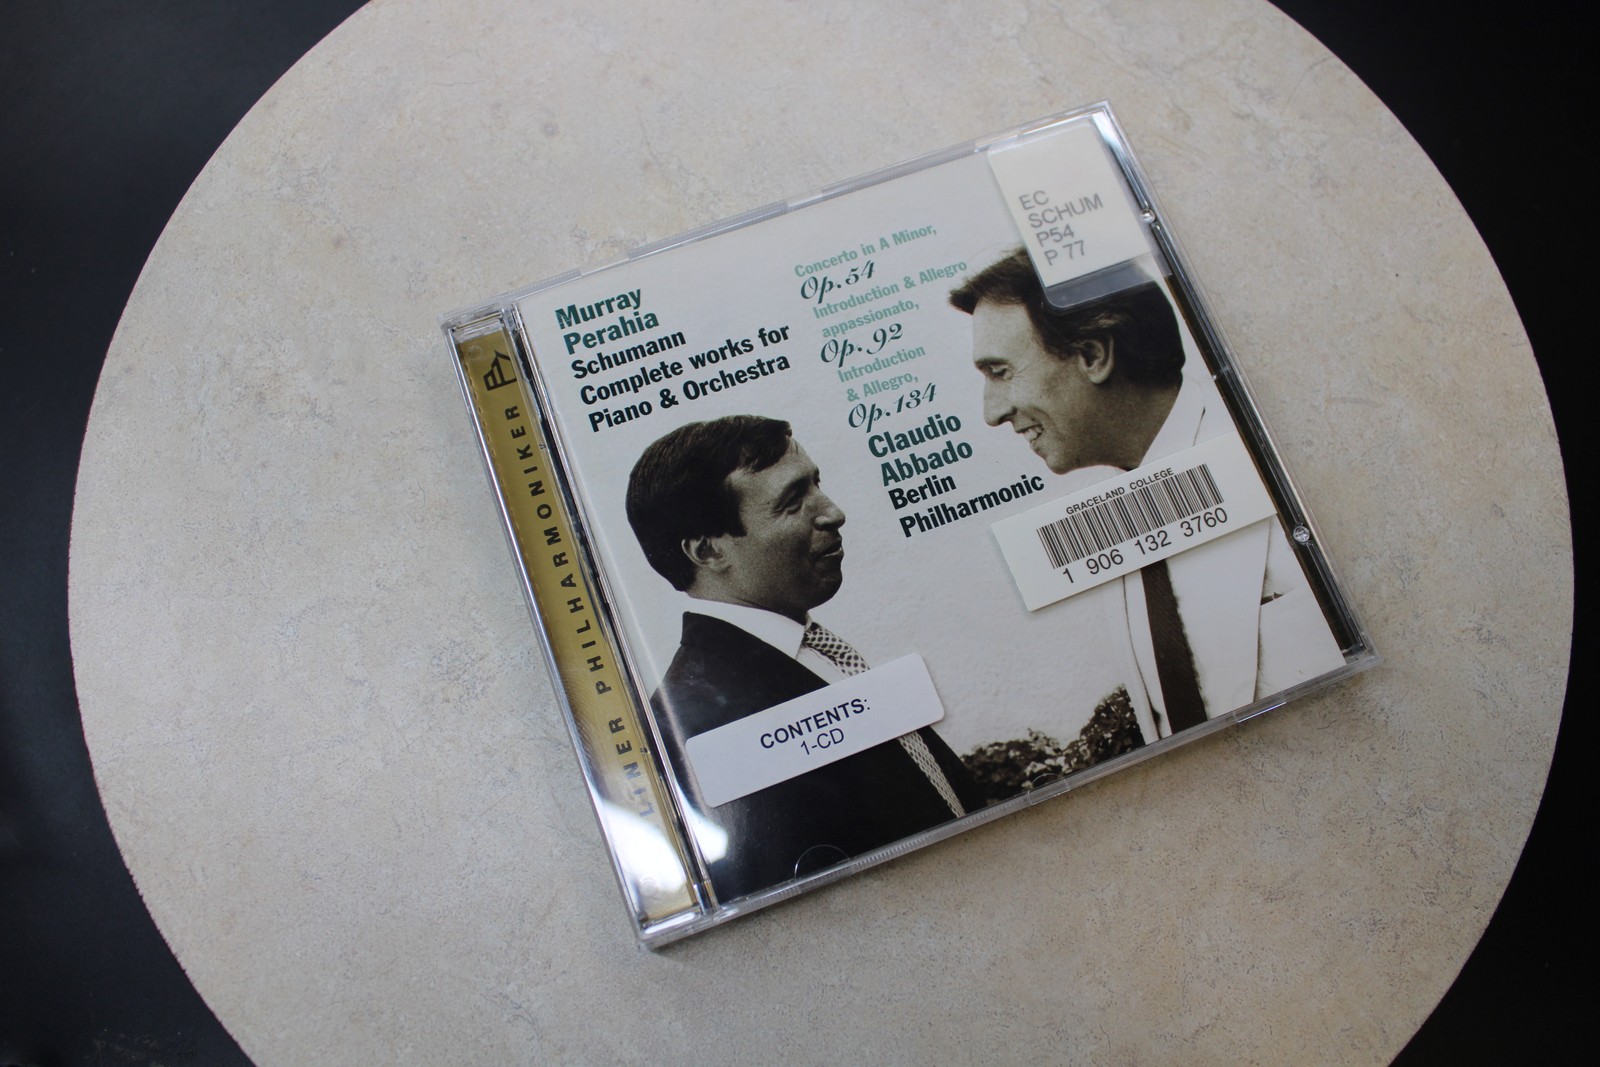 Murray
Perahia
Schumann
Complete works for
Piano & Orchestra
Concerto in A Minor,
Op. 54
Introduction & Allegro
appassionato,
Op. 92
Introduction
& Allegro,
Op. 134
Claudio
Abbado
Berlin
Philharmonic
EC
SCHUM
P54
P 77
GRACELAND COLLEGE
1 906 132 3760
CONTENTS:
1-CD
LINER PHILHARMONIKER